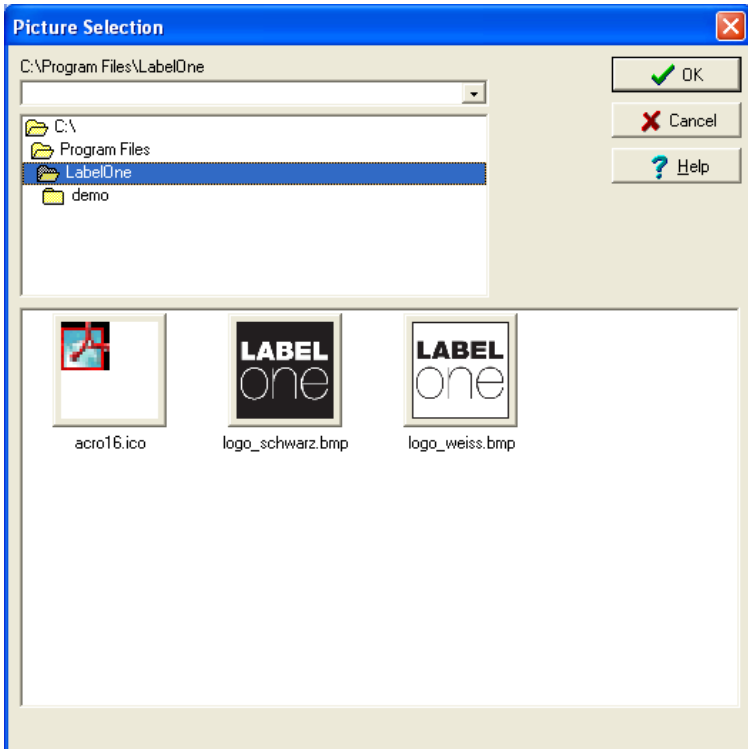 Picture Selection
C:\Program Files\LabelOne
OK
C:\
Cancel
Program Files
LabelOne
Help
demo
LABEL
one
LABEL
one
acro16.ico
logo_schwarz.bmp
logo_weiss.bmp